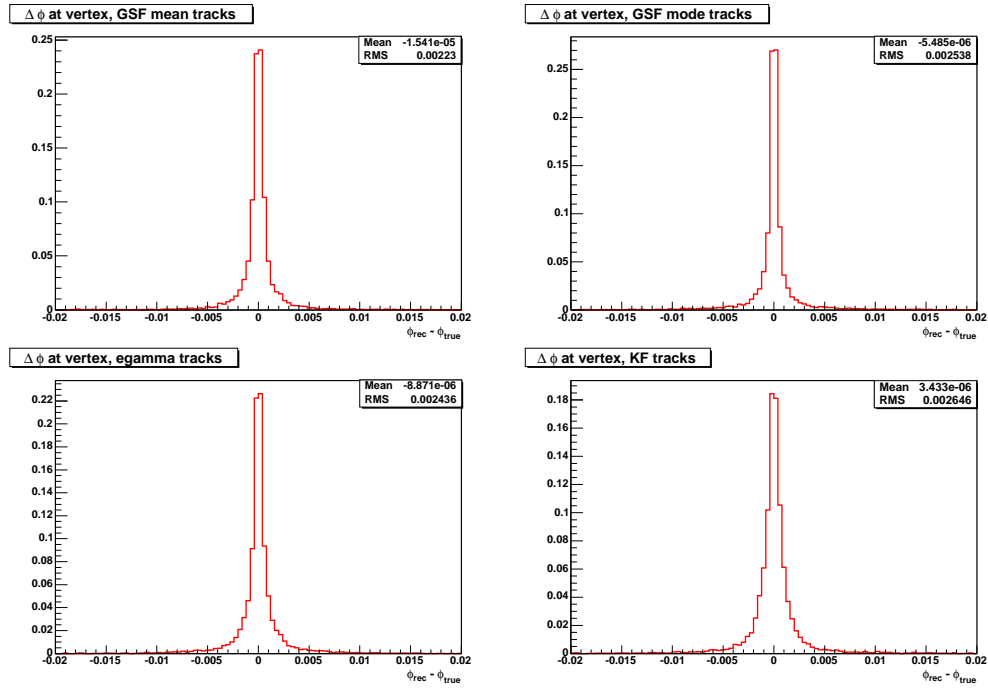 Δ ϕ at vertex, GSF mean tracks
Mean -1.541e-05
RMS 0.00223
0.25
0.2
0.15
0.1
0.05
0
-0.02 -0.015 -0.01 -0.005 0 0.005 0.01 0.015 0.02
ϕrec - ϕtrue
Δ ϕ at vertex, GSF mode tracks
Mean -5.485e-06
RMS 0.002538
0.25
0.2
0.15
0.1
0.05
0
-0.02 -0.015 -0.01 -0.005 0 0.005 0.01 0.015 0.02
ϕrec - ϕtrue
Δ ϕ at vertex, egamma tracks
Mean -8.871e-06
RMS 0.002436
0.22
0.2
0.18
0.16
0.14
0.12
0.1
0.08
0.06
0.04
0.02
0
-0.02 -0.015 -0.01 -0.005 0 0.005 0.01 0.015 0.02
ϕrec - ϕtrue
Δ ϕ at vertex, KF tracks
Mean 3.433e-06
RMS 0.002646
0.18
0.16
0.14
0.12
0.1
0.08
0.06
0.04
0.02
0
-0.02 -0.015 -0.01 -0.005 0 0.005 0.01 0.015 0.02
ϕrec - ϕtrue